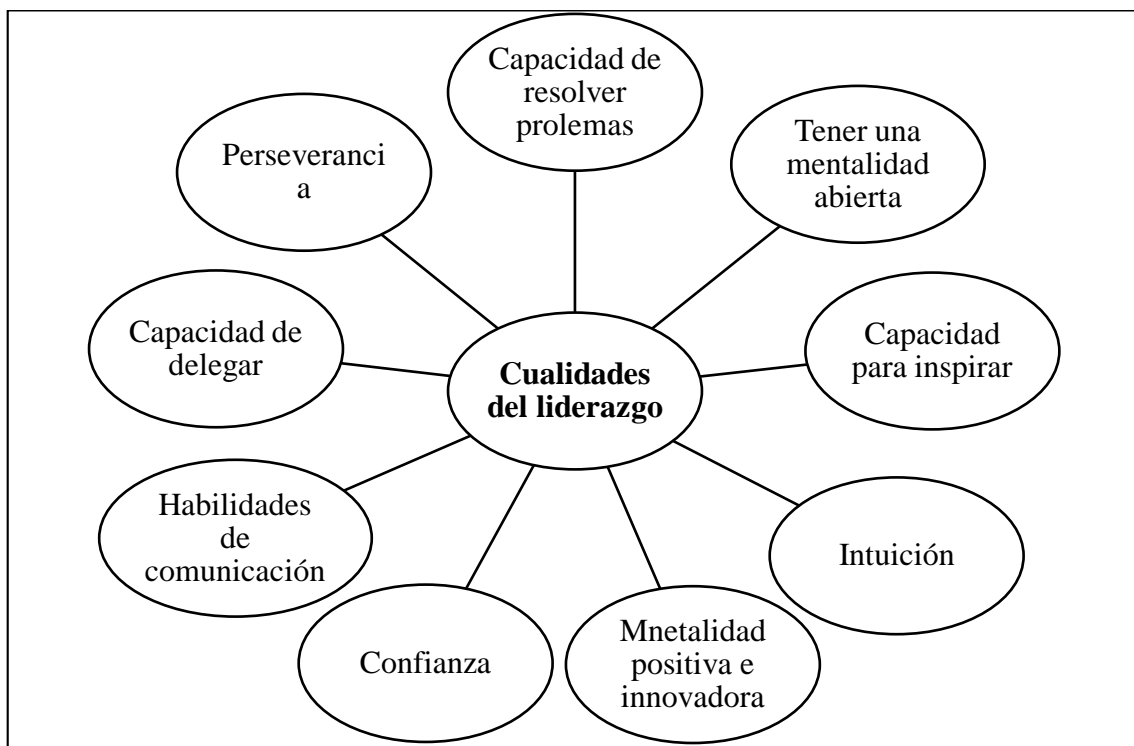 Capacidad de
resolver
prolemas
Tener una
mentalidad
abierta
Capacidad
para inspirar
Intuición
Mnetalidad
positiva e
innovadora
Confianza
Habilidades
de
comunicación
Capacidad de
delegar
Perseveranci
a
Cualidades
del liderazgo